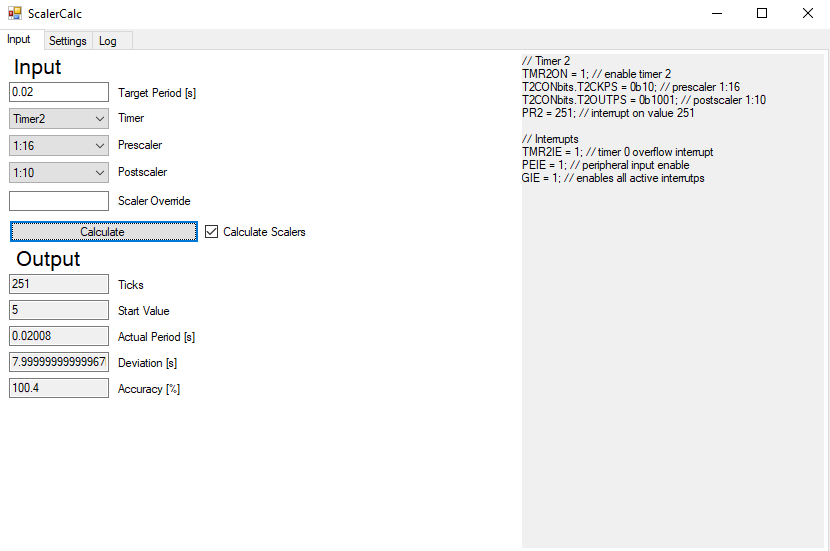 ScalerCalc
Input Settings Log
Input
0.02 Target Period [s]
Timer2 Timer
1:16 Prescaler
1:10 Postscaler
Scaler Override
Calculate Calculate Scalers
Output
251 Ticks
5 Start Value
0.02008 Actual Period [s]
7.99999999999967 Deviation [s]
100.4 Accuracy [%]
// Timer 2
TMR2ON = 1; // enable timer 2
T2CONbits.T2CKPS = 0b10; // prescaler 1:16
T2CONbits.T2OUTPS = 0b1001; // postscaler 1:10
PR2 = 251; // interrupt on value 251
// Interrupts
TMR2IE = 1; // timer 0 overflow interrupt
PEIE = 1; // peripheral input enable
GIE = 1; // enables all active interrutps